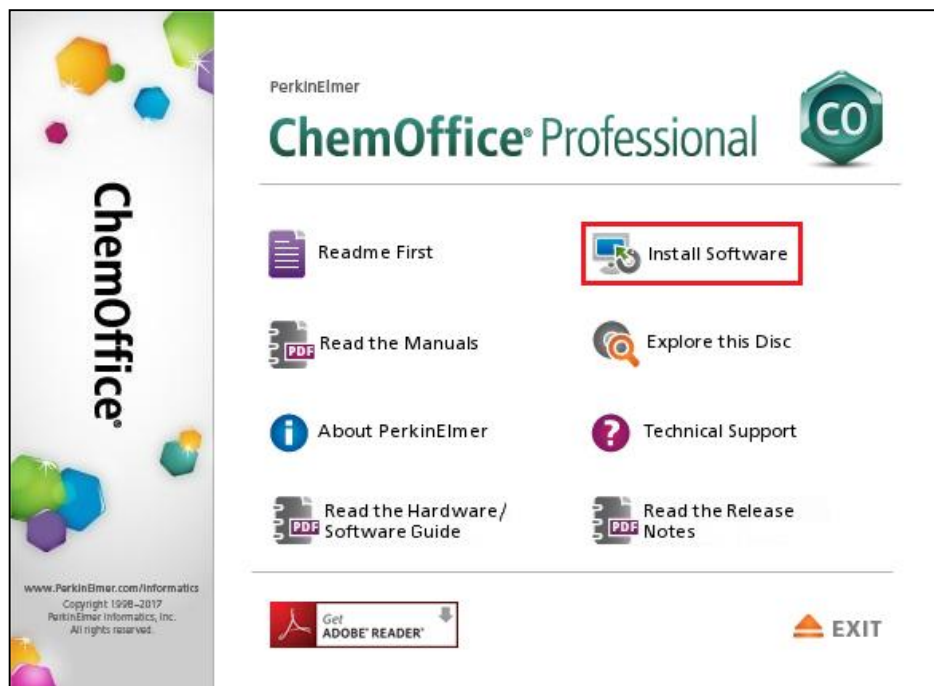 PerkinElmer
ChemOffice® Professional
CO
ChemOffice®
Readme First
Install Software
PDF
Read the Manuals
Explore this Disc
i
About PerkinElmer
?
Technical Support
PDF
Read the Hardware/
Software Guide
PDF
Read the Release
Notes
www.PerkinElmer.com/informatics
Copyright 1998-2017
PerkinElmer Informatics, Inc.
All rights reserved.
Get
ADOBE® READER®
EXIT